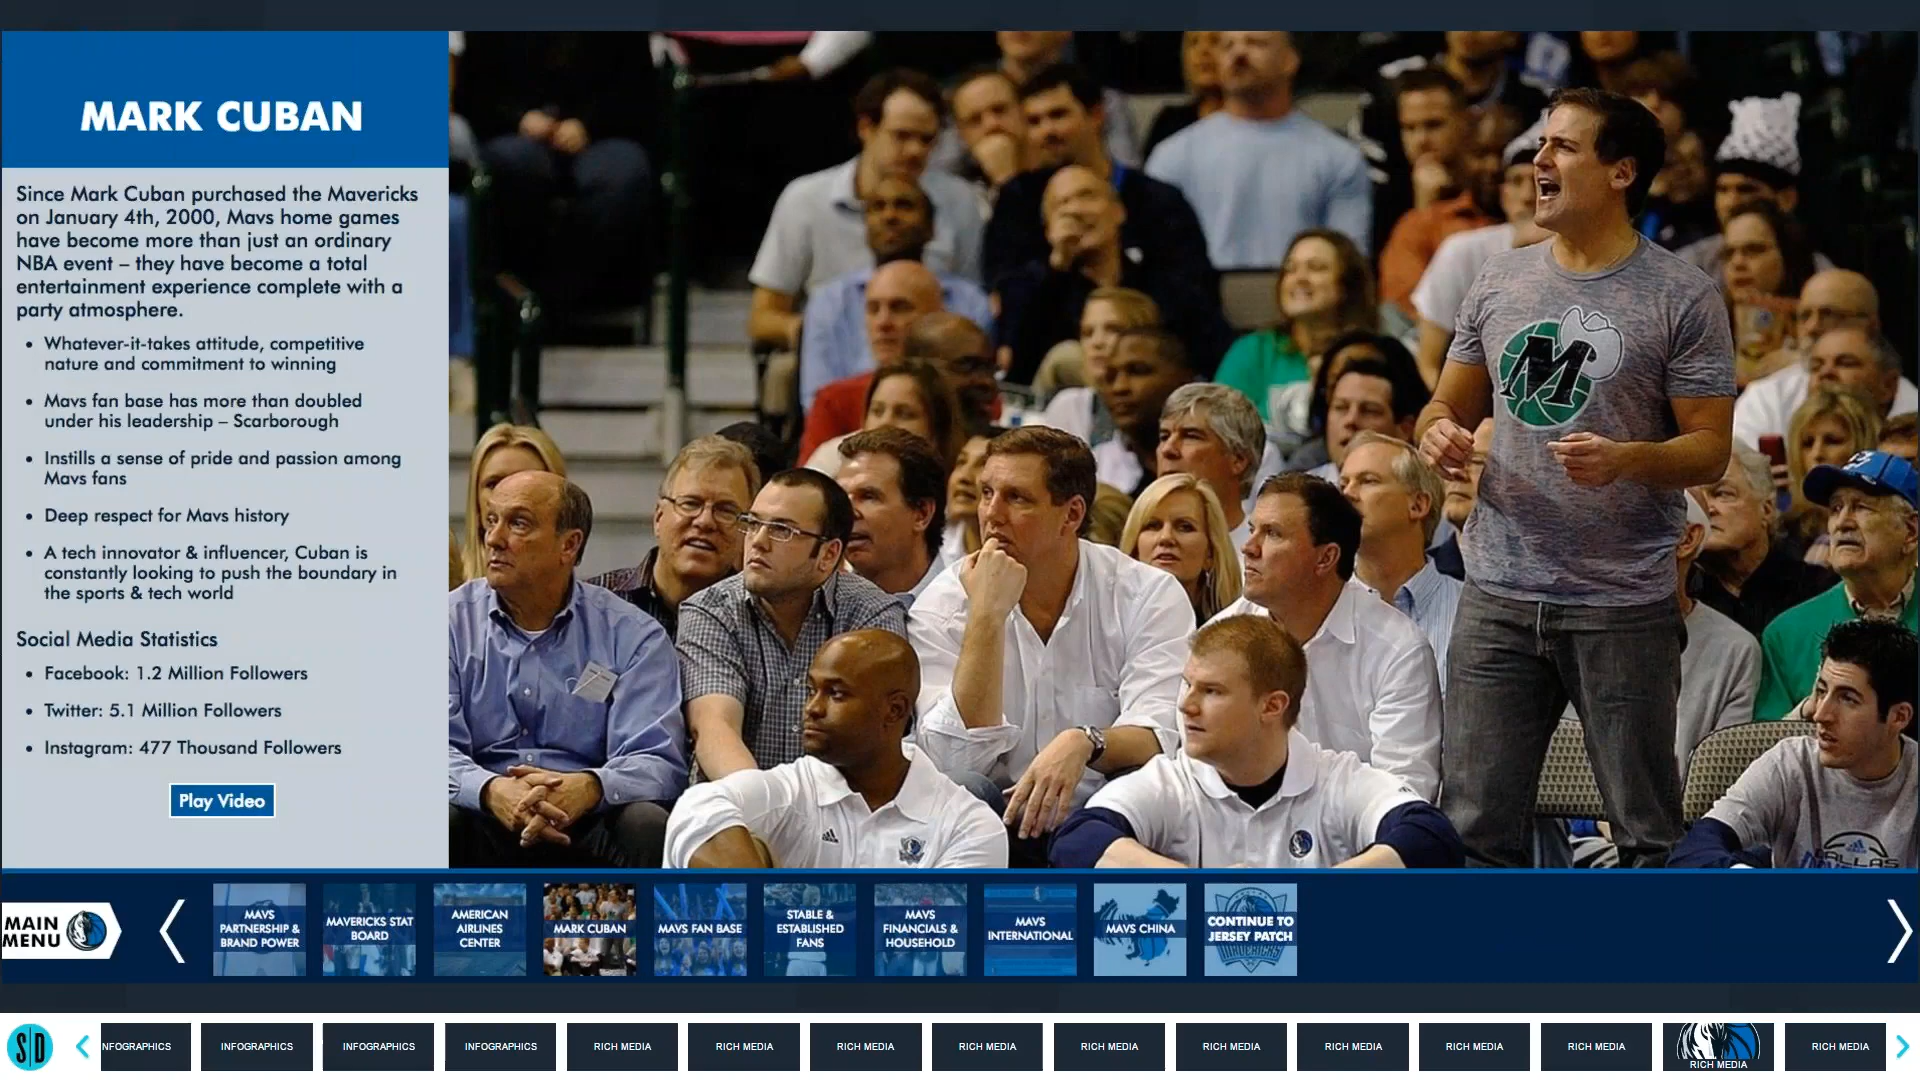 MARK CUBAN
Since Mark Cuban purchased the Mavericks
on January 4th, 2000, Mavs home games
have become more than just an ordinary
NBA event – they have become a total
entertainment experience complete with a
party atmosphere.
• Whatever-it-takes attitude, competitive
nature and commitment to winning
• Mavs fan base has more than doubled
under his leadership – Scarborough
• Instills a sense of pride and passion among
Mavs fans
• Deep respect for Mavs history
• A tech innovator & influencer, Cuban is
constantly looking to push the boundary in
the sports & tech world
Social Media Statistics
• Facebook: 1.2 Million Followers
• Twitter: 5.1 Million Followers
• Instagram: 477 Thousand Followers
Play Video
M
DALLAS
MAIN
MENU
MAVS
PARTNERSHIP &
BRAND POWER
MAVERICKS STAT
BOARD
AMERICAN
AIRLINES
CENTER
MARK CUBAN
MAVS FAN BASE
STABLE &
ESTABLISHED
FANS
MAVS
FINANCIALS &
HOUSEHOLD
MAVS
INTERNATIONAL
MAVS CHINA
CONTINUE TO
JERSEY PATCH
MAVERICKS
S|D
NFOGRAPHICS
INFOGRAPHICS
INFOGRAPHICS
INFOGRAPHICS
RICH MEDIA
RICH MEDIA
RICH MEDIA
RICH MEDIA
RICH MEDIA
RICH MEDIA
RICH MEDIA
RICH MEDIA
RICH MEDIA
RICH MEDIA
RICH MEDIA